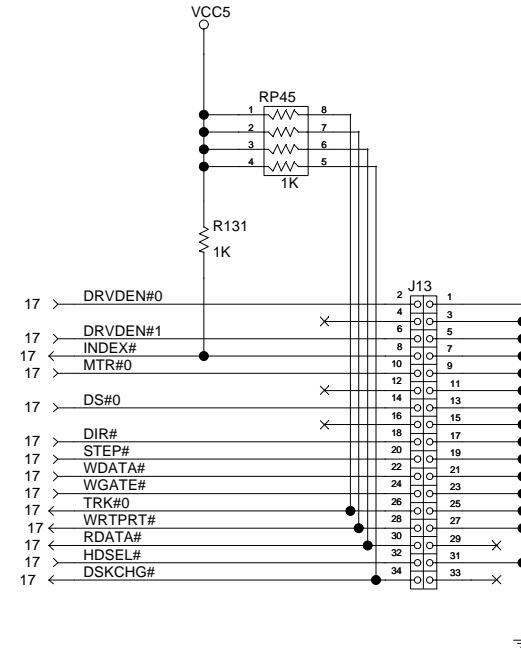 VCC5
RP45
1 8
2 7
3 6
4 5
1K
R131
1K
J13
17 DRVDEN#0 2 1
4 3
17 DRVDEN#1 6 5
17 INDEX# 8 7
17 MTR#0 10 9
12 11
17 DS#0 14 13
16 15
17 DIR# 18 17
17 STEP# 20 19
17 WDATA# 22 21
17 WGATE# 24 23
17 TRK#0 26 25
17 WRTPRT# 28 27
17 RDATA# 30 29
17 HDSEL# 32 31
17 DSKCHG# 34 33